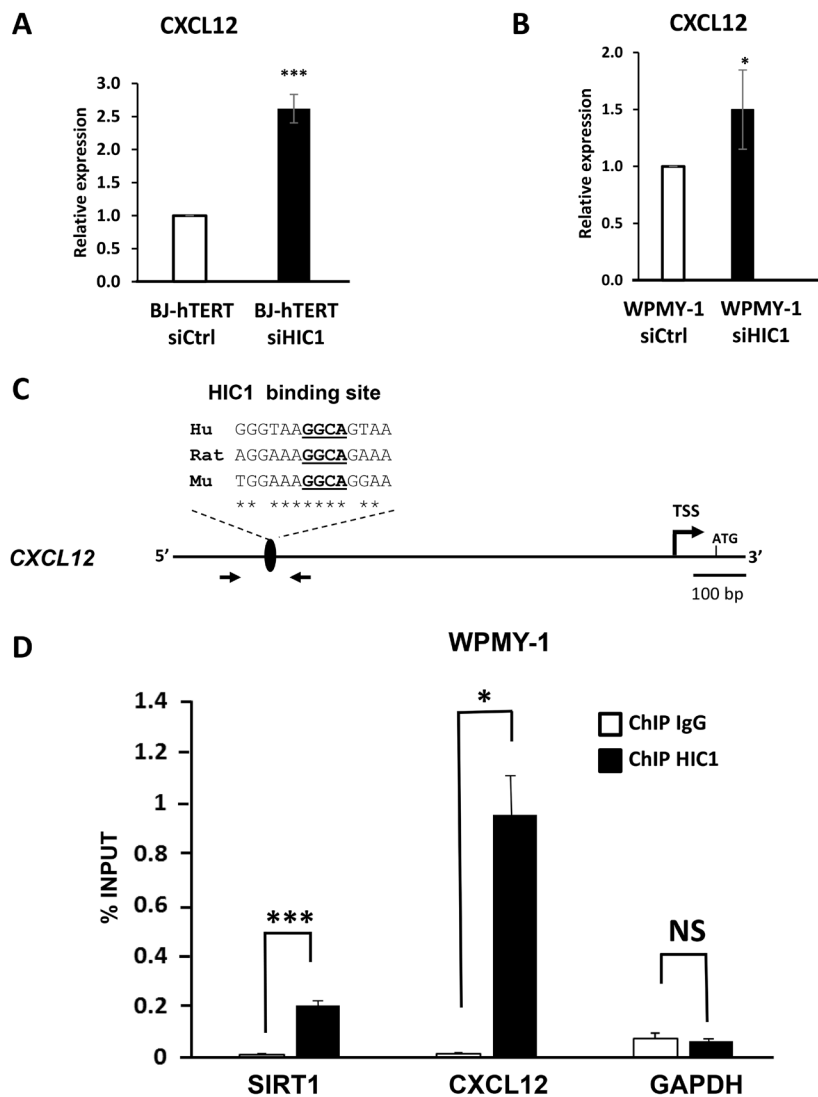 A
CXCL12
***
3.0
2.5
2.0
1.5
1.0
0.5
0.0
Relative expression
BJ-hTERT BJ-hTERT
siCtrl siHIC1
B
CXCL12
*
2.0
1.5
1.0
0.5
0.0
Relative expression
WPMY-1 WPMY-1
siCtrl siHIC1
C
HIC1 binding site
Hu GGGTAAGGCAGTAA
Rat AGGAAAGGCAGAAA
Mu TGGAAAGGCAGGAA
** ******* **
TSS
ATG
CXCL12 5’ 3’
100 bp
D
WPMY-1
1.4
1.2
1
0.8
0.6
0.4
0.2
0
% INPUT
ChIP IgG
ChIP HIC1
***
*
NS
SIRT1 CXCL12 GAPDH